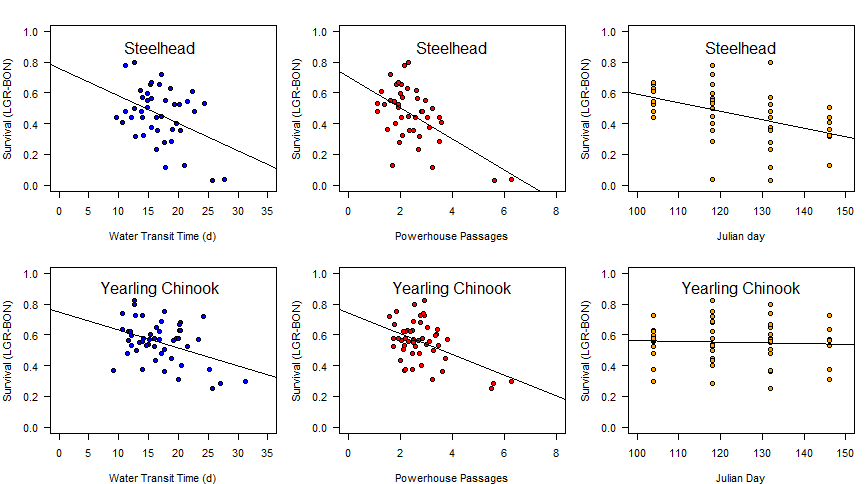 Steelhead
Survival (LGR-BON)
1.0
0.8
0.6
0.4
0.2
0.0
0 5 10 15 20 25 30 35
Water Transit Time (d)
Steelhead
Survival (LGR-BON)
1.0
0.8
0.6
0.4
0.2
0.0
0 2 4 6 8
Powerhouse Passages
Steelhead
Survival (LGR-BON)
1.0
0.8
0.6
0.4
0.2
0.0
100 110 120 130 140 150
Julian day
Yearling Chinook
Survival (LGR-BON)
1.0
0.8
0.6
0.4
0.2
0.0
0 5 10 15 20 25 30 35
Water Transit Time (d)
Yearling Chinook
Survival (LGR-BON)
1.0
0.8
0.6
0.4
0.2
0.0
0 2 4 6 8
Powerhouse Passages
Yearling Chinook
Survival (LGR-BON)
1.0
0.8
0.6
0.4
0.2
0.0
100 110 120 130 140 150
Julian Day